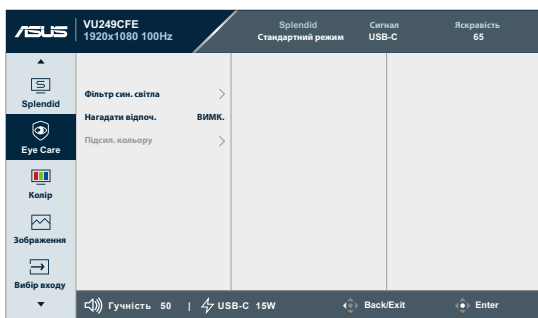 ASUS
VU249CFE
1920x1080 100Hz
Splendid
Стандартний режим
Сигнал
USB-C
Яскравість
65
Splendid
Eye Care
Колір
Зображення
Вибір входу
Фільтр син. світла
Нагадати відпоч. ВИМК.
Підсил. кольору
Гучність 50 | USB-C 15W Back/Exit Enter